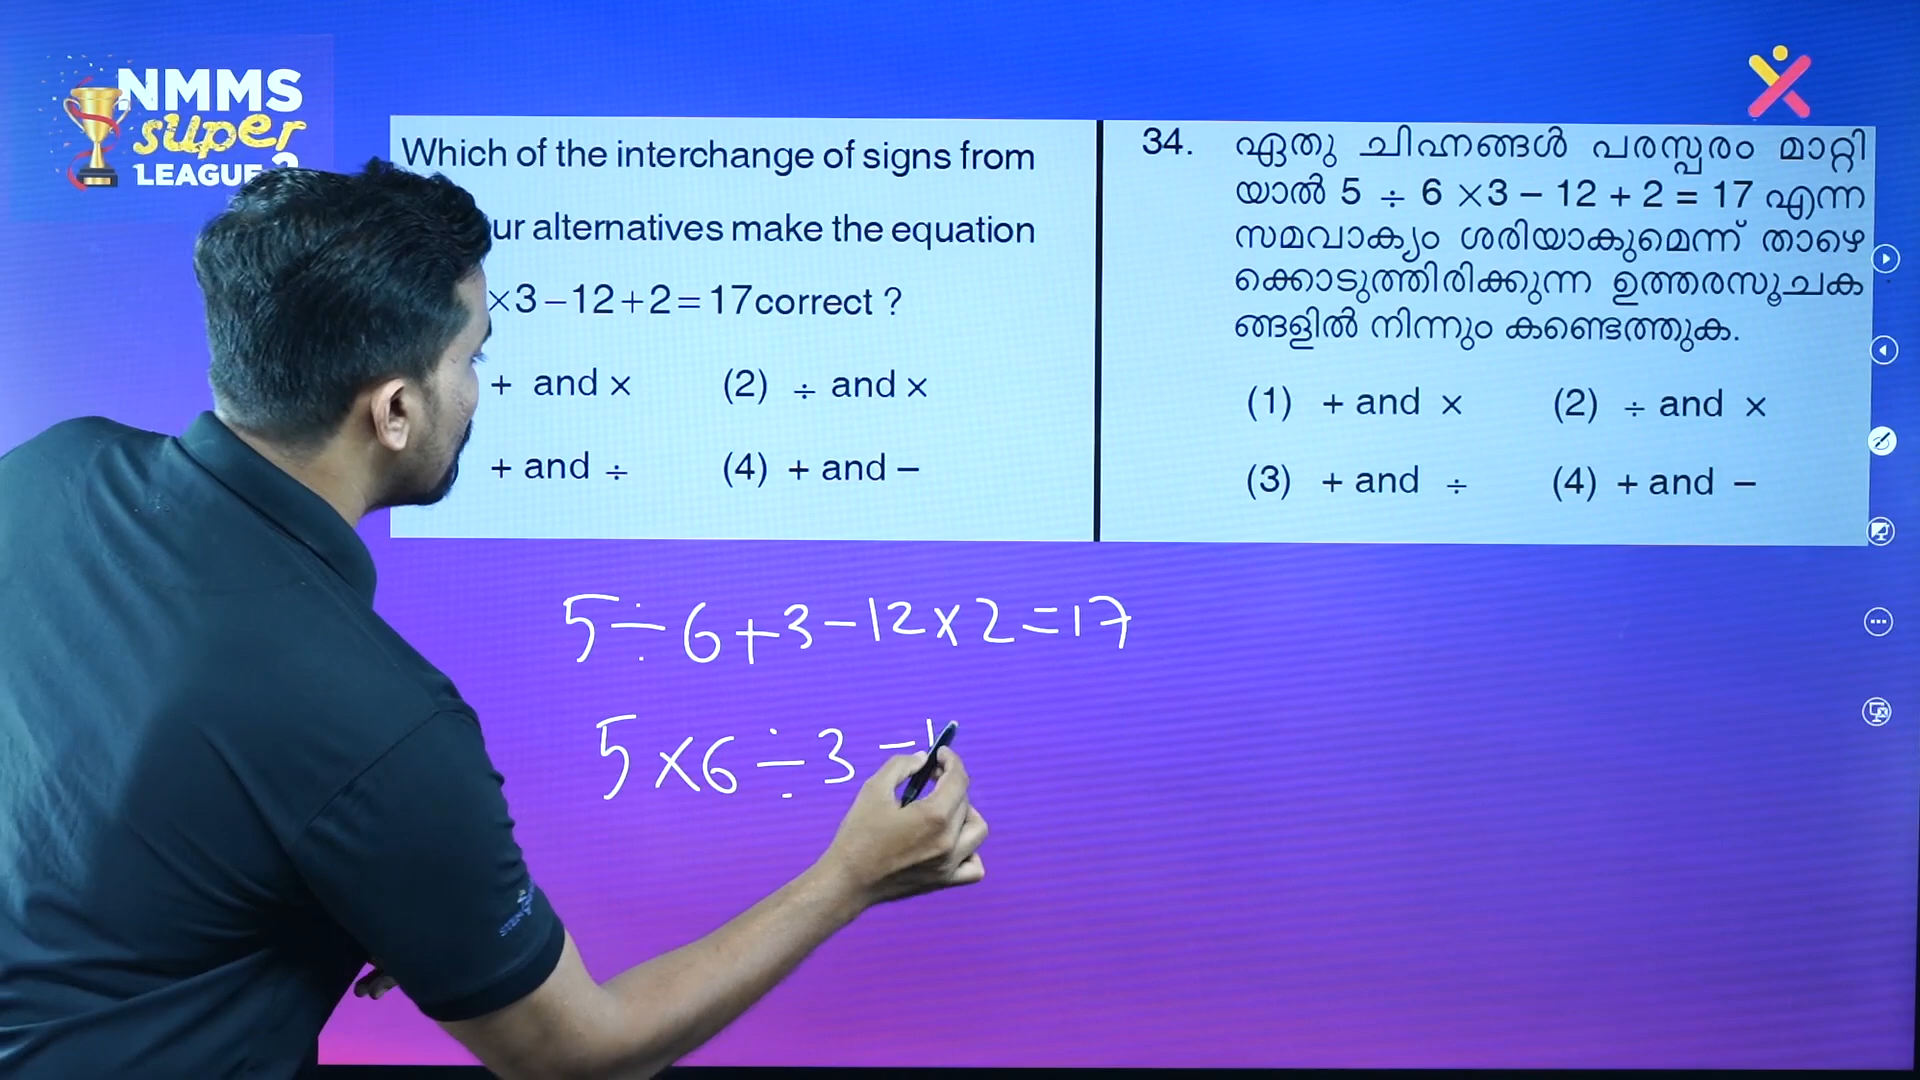 NMMS
super
LEAGUE
Which of the interchange of signs from
ur alternatives make the equation
×3–12+2=17 correct ?
+ and ×
(2) ÷ and ×
+ and ÷
(4) + and –
34. ഏതു ചിഹ്നങ്ങൾ പരസ്പരം മാറ്റി
യാൽ 5 ÷ 6 ×3 – 12 + 2 = 17 എന്ന
സമവാക്യം ശരിയാകുമെന്ന് താഴെ
ക്കൊടുത്തിരിക്കുന്ന ഉത്തരസൂചക
ങ്ങളിൽ നിന്നും കണ്ടെത്തുക.
(1) + and ×
(2) ÷ and ×
(3) + and ÷
(4) + and –
5÷6+3–12×2=17
5×6÷3–1